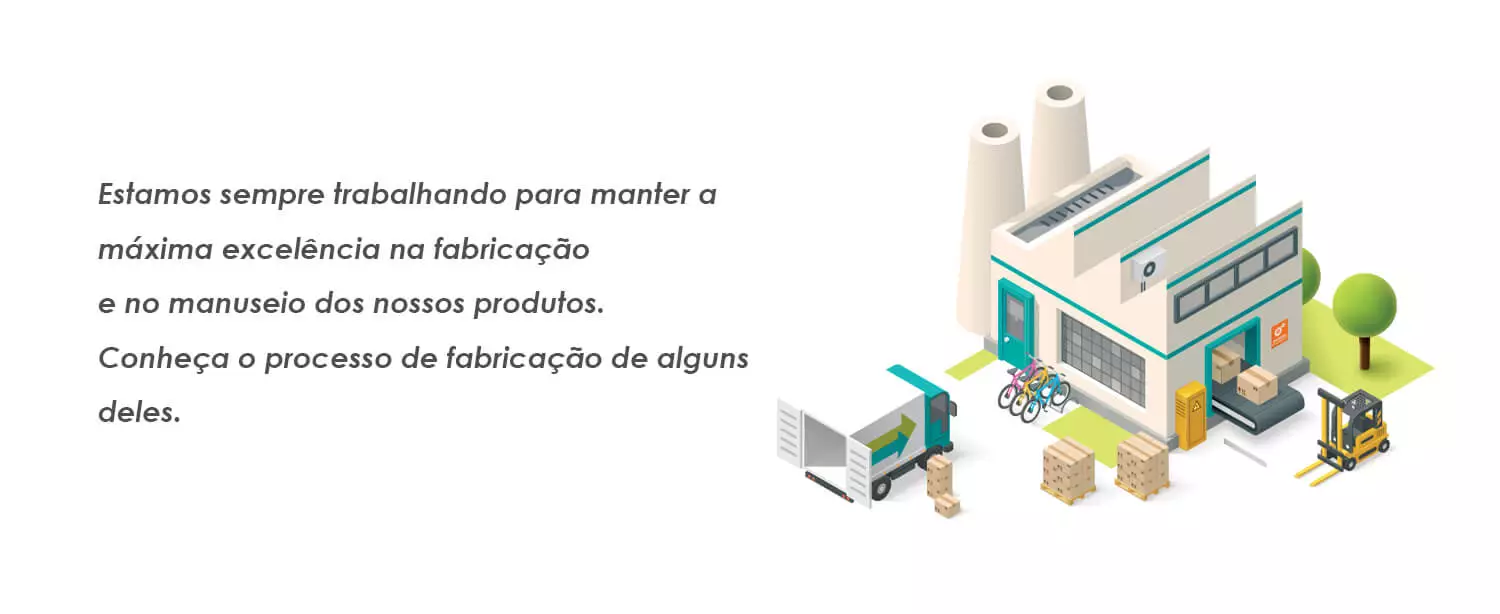 Estamos sempre trabalhando para manter a
máxima excelência na fabricação
e no manuseio dos nossos produtos.
Conheça o processo de fabricação de alguns
deles.